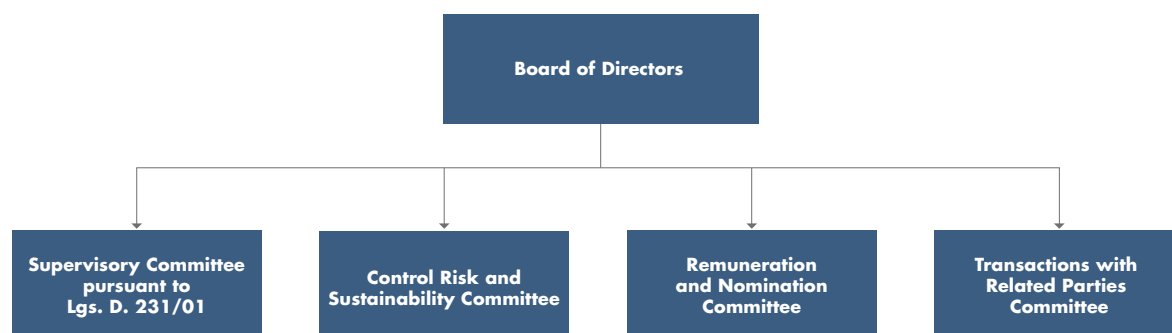 Board of Directors
Supervisory Committee
pursuant to
Lgs. D. 231/01
Control Risk and
Sustainability Committee
Remuneration
and Nomination
Committee
Transactions with
Related Parties
Committee